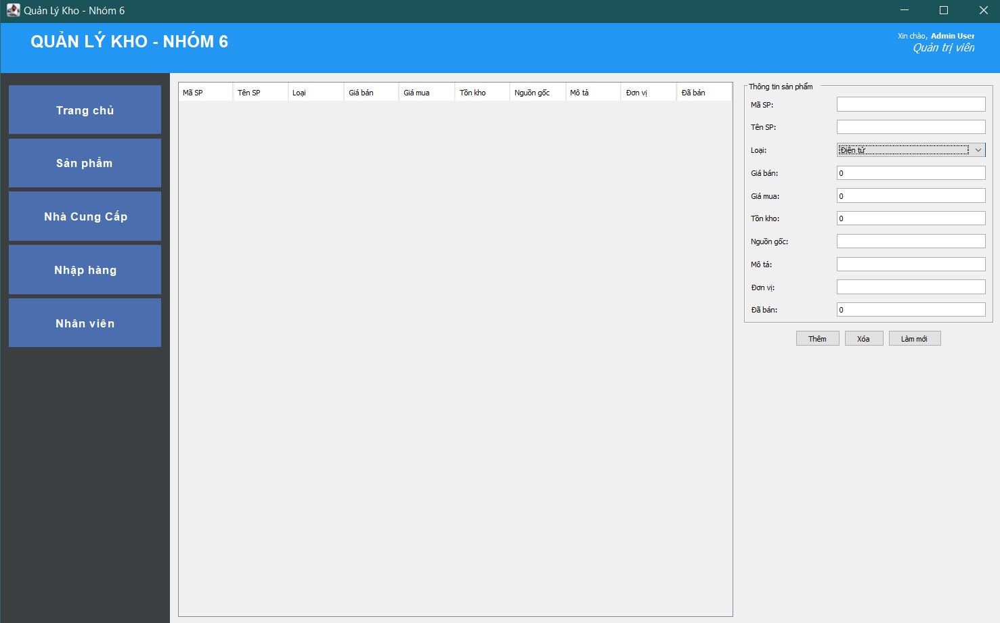 Quản Lý Kho - Nhóm 6
QUẢN LÝ KHO - NHÓM 6
Xin chào, Admin User
Quản trị viên
Trang chủ
Sản phẩm
Nhà Cung Cấp
Nhập hàng
Nhân viên
Mã SP Tên SP Loại Giá bán Giá mua Tồn kho Nguồn gốc Mô tả Đơn vị Đã bán
Thông tin sản phẩm
Mã SP:
Tên SP:
Loại: Điện tử
Giá bán: 0
Giá mua: 0
Tồn kho: 0
Nguồn gốc:
Mô tả:
Đơn vị:
Đã bán: 0
Thêm Xóa Làm mới